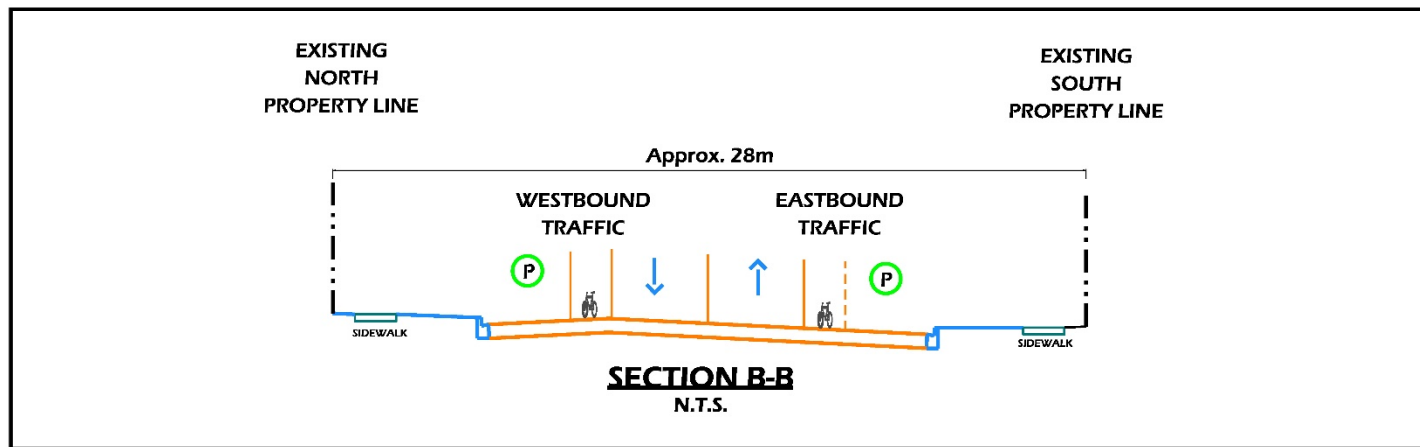 EXISTING
NORTH
PROPERTY LINE
EXISTING
SOUTH
PROPERTY LINE
Approx. 28m
WESTBOUND
TRAFFIC
EASTBOUND
TRAFFIC
P
P
SIDEWALK
SIDEWALK
SECTION B-B
N.T.S.